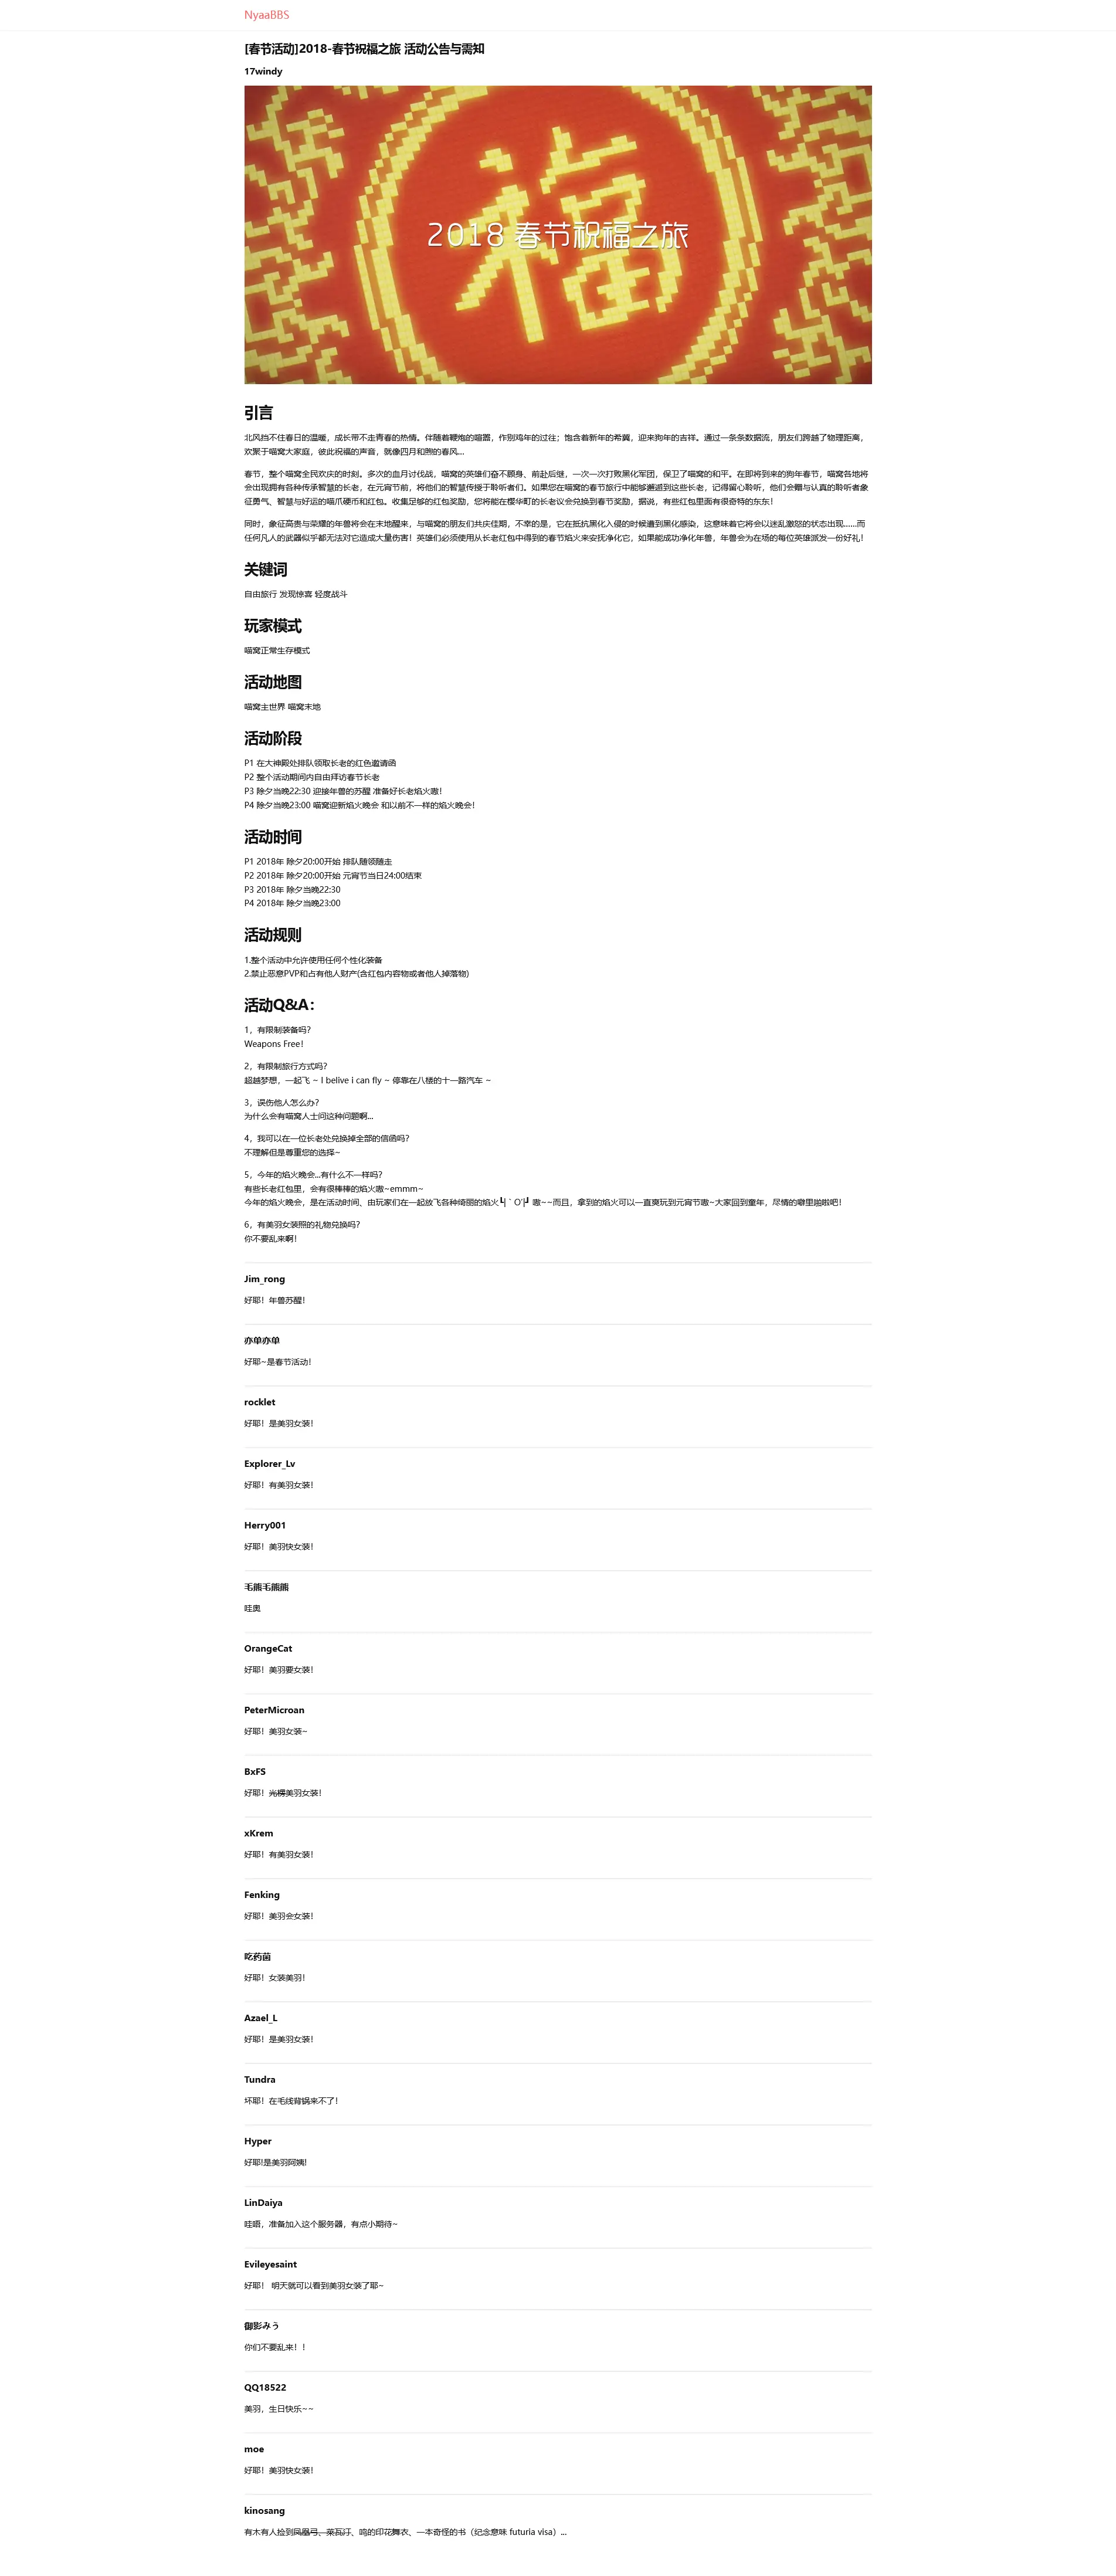 NyaaBBS
[春节活动]2018-春节祝福之旅 活动公告与需知
17windy
福
2018 春节祝福之旅
引言
北风挡不住春日的温暖，成长带不走青春的热情。伴随着鞭炮的喧嚣，作别鸡年的过往；饱含着新年的希冀，迎来狗年的吉祥。通过一条条数据流，朋友们跨越了物理距离，
欢聚于喵窝大家庭，彼此祝福的声音，就像四月和煦的春风...
春节，整个喵窝全民欢庆的时刻。多次的血月讨伐战，喵窝的英雄们奋不顾身、前赴后继，一次一次打败黑化军团，保卫了喵窝的和平。在即将到来的狗年春节，喵窝各地将
会出现拥有各种传承智慧的长老，在元宵节前，将他们的智慧传授于聆听者们。如果您在喵窝的春节旅行中能够邂逅到这些长老，记得留心聆听，他们会赠与认真的聆听者象
征勇气、智慧与好运的喵爪硬币和红包。收集足够的红包奖励，您将能在樱华町的长老议会兑换到春节奖励，据说，有些红包里面有很奇特的东东！
同时，象征高贵与荣耀的年兽将会在末地醒来，与喵窝的朋友们共庆佳期，不幸的是，它在抵抗黑化入侵的时候遭到黑化感染，这意味着它将会以迷乱激怒的状态出现……而
任何凡人的武器似乎都无法对它造成大量伤害！英雄们必须使用从长老红包中得到的春节焰火来安抚净化它，如果能成功净化年兽，年兽会为在场的每位英雄派发一份好礼！
关键词
自由旅行 发现惊喜 轻度战斗
玩家模式
喵窝正常生存模式
活动地图
喵窝主世界 喵窝末地
活动阶段
P1 在大神殿处排队领取长老的红色邀请函
P2 整个活动期间内自由拜访春节长老
P3 除夕当晚22:30 迎接年兽的苏醒 准备好长老焰火嗷！
P4 除夕当晚23:00 喵窝迎新焰火晚会 和以前不一样的焰火晚会！
活动时间
P1 2018年 除夕20:00开始 排队随领随走
P2 2018年 除夕20:00开始 元宵节当日24:00结束
P3 2018年 除夕当晚22:30
P4 2018年 除夕当晚23:00
活动规则
1.整个活动中允许使用任何个性化装备
2.禁止恶意PVP和占有他人财产(含红包内容物或者他人掉落物)
活动Q&A：
1，有限制装备吗？
Weapons Free！
2，有限制旅行方式吗？
超越梦想，一起飞 ~ I belive i can fly ~ 停靠在八楼的十一路汽车 ~
3，误伤他人怎么办？
为什么会有喵窝人士问这种问题啊...
4，我可以在一位长老处兑换掉全部的信函吗？
不理解但是尊重您的选择~
5，今年的焰火晚会...有什么不一样吗？
有些长老红包里，会有很棒棒的焰火嗷~emmm~
今年的焰火晚会，是在活动时间、由玩家们在一起放飞各种绮丽的焰火┗|｀O′|┛ 嗷~~而且，拿到的焰火可以一直爽玩到元宵节嗷~大家回到童年，尽情的噼里啪啦吧！
6，有美羽女装照的礼物兑换吗？
你不要乱来啊！
Jim_rong
好耶！年兽苏醒！
亦单亦单
好耶~是春节活动！
rocklet
好耶！是美羽女装！
Explorer_Lv
好耶！有美羽女装！
Herry001
好耶！美羽快女装！
毛熊毛熊熊
哇奥
OrangeCat
好耶！美羽要女装！
PeterMicroan
好耶！美羽女装~
BxFS
好耶！光楞美羽女装！
xKrem
好耶！有美羽女装！
Fenking
好耶！美羽会女装！
吃药菌
好耶！女装美羽！
Azael_L
好耶！是美羽女装！
Tundra
坏耶！在毛线背锅来不了！
Hyper
好耶!是美羽阿姨!
LinDaiya
哇唔，准备加入这个服务器，有点小期待~
Evileyesaint
好耶！ 明天就可以看到美羽女装了耶~
御影みう
你们不要乱来！！
QQ18522
美羽，生日快乐~~
moe
好耶！美羽快女装！
kinosang
有木有人捡到凤器弓、菜瓦汀、鸣的印花舞衣、一本奇怪的书（纪念意味 futuria visa）...